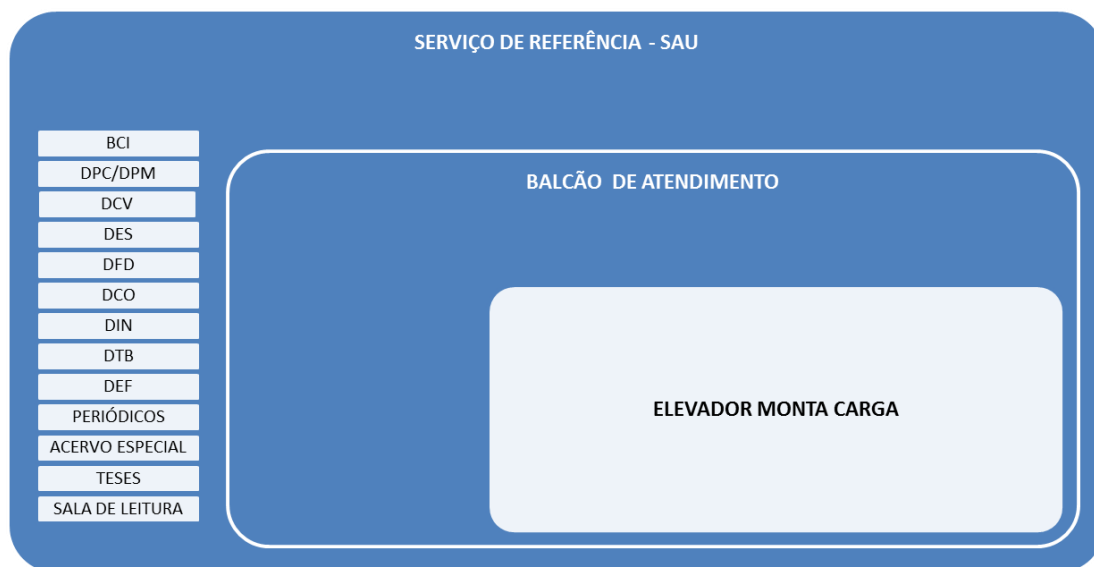 SERVIÇO DE REFERÊNCIA - SAU
BCI
DPC/DPM
DCV
DES
DFD
DCO
DIN
DTB
DEF
PERIÓDICOS
ACERVO ESPECIAL
TESES
SALA DE LEITURA
BALCÃO DE ATENDIMENTO
ELEVADOR MONTA CARGA